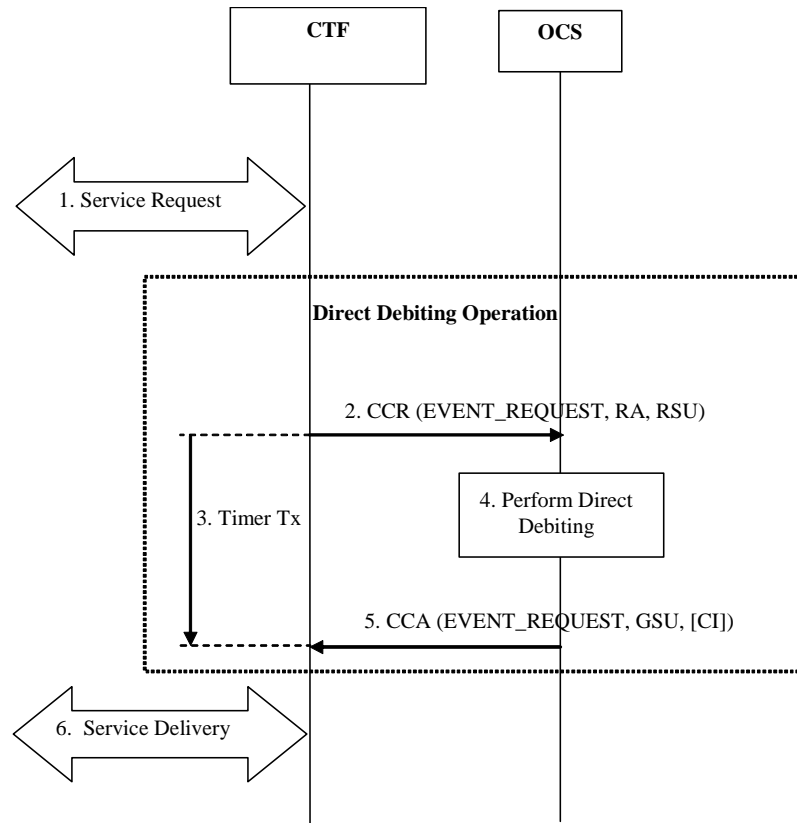 CTF
OCS
1. Service Request
Direct Debiting Operation
2. CCR (EVENT_REQUEST, RA, RSU)
3. Timer Tx
4. Perform Direct
Debiting
5. CCA (EVENT_REQUEST, GSU, [CI])
6. Service Delivery